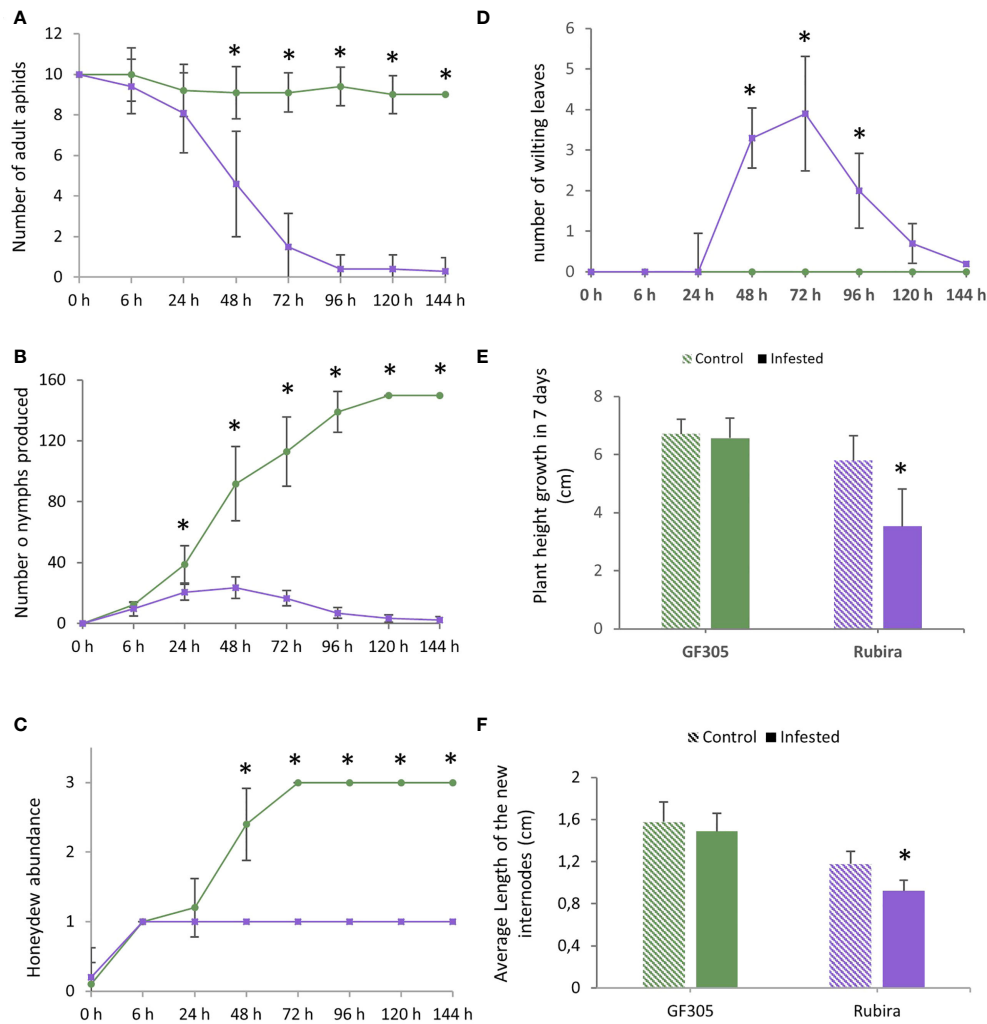 A
Number of adult aphids
12
10
8
6
4
2
0
* * * * *
0 h 6 h 24 h 48 h 72 h 96 h 120 h 144 h
B
Number o nymphs produced
160
120
80
40
0
* * * * * *
0 h 6 h 24 h 48 h 72 h 96 h 120 h 144 h
C
Honeydew abundance
3
2
1
0
* * * * *
0 h 6 h 24 h 48 h 72 h 96 h 120 h 144 h
D
number of wilting leaves
6
5
4
3
2
1
0
* * *
0 h 6 h 24 h 48 h 72 h 96 h 120 h 144 h
E
Control Infested
Plant height growth in 7 days
(cm)
8
6
4
2
0
*
GF305 Rubira
F
Control Infested
Average Length of the new
internodes (cm)
2
1,6
1,2
0,8
0,4
0
*
GF305 Rubira